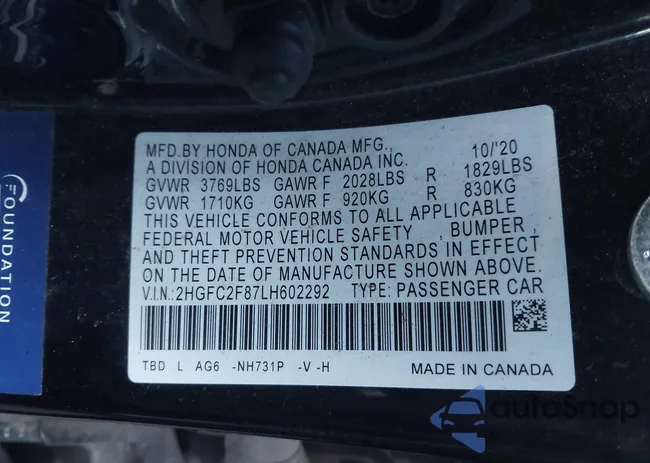 MFD.BY HONDA OF CANADA MFG., 10/'20
A DIVISION OF HONDA CANADA INC.
GVWR 3769LBS GAWR F 2028LBS R 1829LBS
GVWR 1710KG GAWR F 920KG R 830KG
THIS VEHICLE CONFORMS TO ALL APPLICABLE
FEDERAL MOTOR VEHICLE SAFETY , BUMPER ,
AND THEFT PREVENTION STANDARDS IN EFFECT
ON THE DATE OF MANUFACTURE SHOWN ABOVE.
V.I.N.: 2HGFC2F87LH602292 TYPE: PASSENGER CAR
TBD L AG6 -NH731P -V -H MADE IN CANADA
FOUNDATION
autoSnap